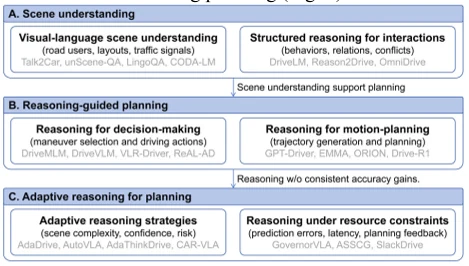 A. Scene understanding
Visual-language scene understanding
(road users, layouts, traffic signals)
Talk2Car, unScene-QA, LingoQA, CODA-LM
Structured reasoning for interactions
(behaviors, relations, conflicts)
DriveLM, Reason2Drive, OmniDrive
Scene understanding support planning
B. Reasoning-guided planning
Reasoning for decision-making
(maneuver selection and driving actions)
DriveMLM, DriveVLM, VLR-Driver, ReAL-AD
Reasoning for motion-planning
(trajectory generation and planning)
GPT-Driver, EMMA, ORION, Drive-R1
Reasoning w/o consistent accuracy gains.
C. Adaptive reasoning for planning
Adaptive reasoning strategies
(scene complexity, confidence, risk)
AdaDrive, AutoVLA, AdaThinkDrive, CAR-VLA
Reasoning under resource constraints
(prediction errors, latency, planning feedback)
GovernorVLA, ASSCG, SlackDrive